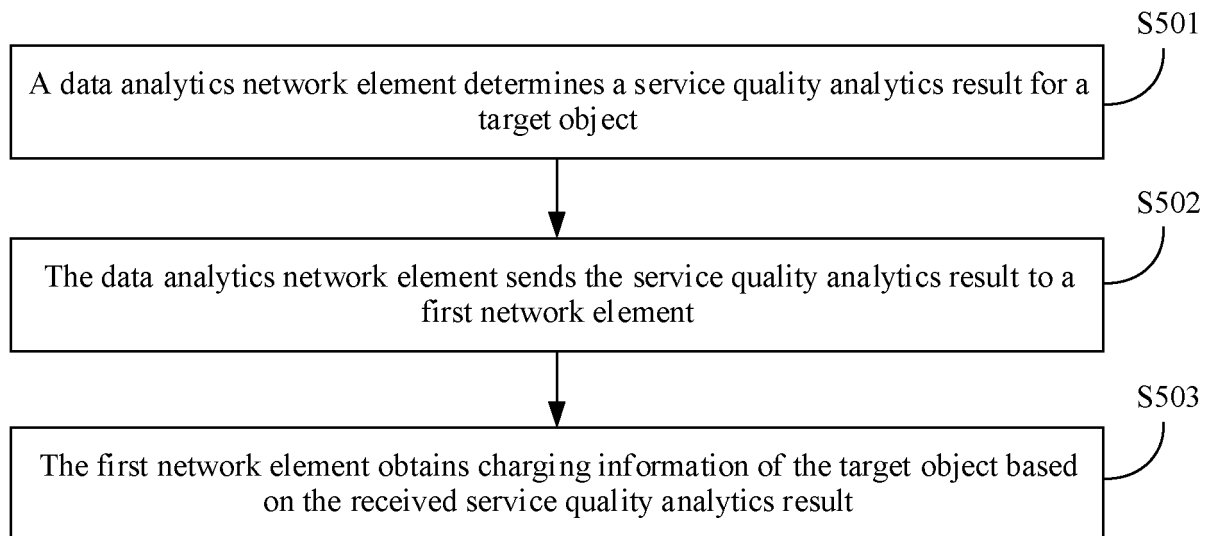 S501
A data analytics network element determines a service quality analytics result for a
target object
S502
The data analytics network element sends the service quality analytics result to a
first network element
S503
The first network element obtains charging information of the target object based
on the received service quality analytics result